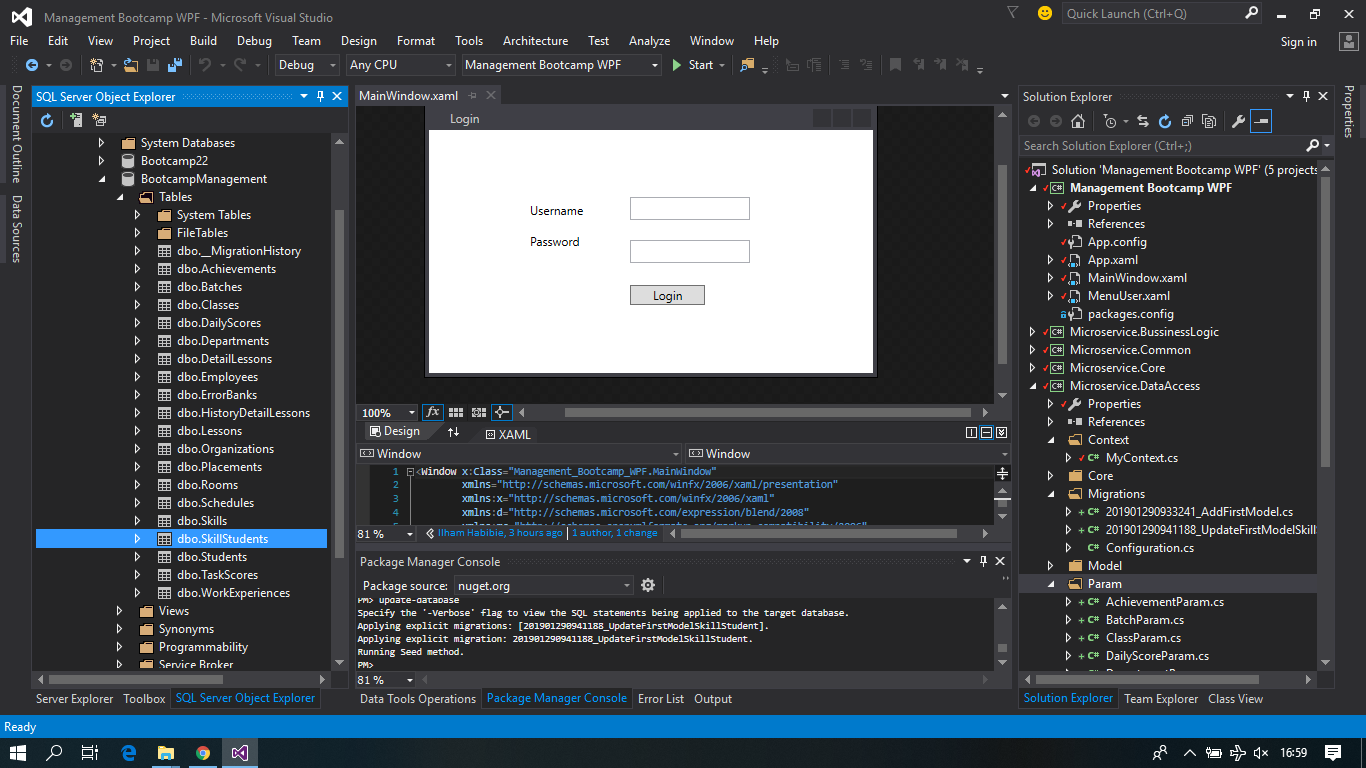 Management Bootcamp WPF - Microsoft Visual Studio
Quick Launch (Ctrl+Q)
File Edit View Project Build Debug Team Design Format Tools Architecture Test Analyze Window Help
Sign in
Debug Any CPU Management Bootcamp WPF Start
Document Outline
Data Sources
SQL Server Object Explorer
System Databases
Bootcamp22
BootcampManagement
Tables
System Tables
FileTables
dbo.__MigrationHistory
dbo.Achievements
dbo.Batches
dbo.Classes
dbo.DailyScores
dbo.Departments
dbo.DetailLessons
dbo.Employees
dbo.ErrorBanks
dbo.HistoryDetailLessons
dbo.Lessons
dbo.Organizations
dbo.Placements
dbo.Rooms
dbo.Schedules
dbo.Skills
dbo.SkillStudents
dbo.Students
dbo.TaskScores
dbo.WorkExperiences
Views
Synonyms
Programmability
Service Broker
Server Explorer Toolbox SQL Server Object Explorer
MainWindow.xaml
Login
Username
Password
Login
100%
Design XAML
Window Window
1 <Window x:Class="Management_Bootcamp_WPF.MainWindow"
2 xmlns="http://schemas.microsoft.com/winfx/2006/xaml/presentation"
3 xmlns:x="http://schemas.microsoft.com/winfx/2006/xaml"
4 xmlns:d="http://schemas.microsoft.com/expression/blend/2008"
81 % Ilham Habibie, 3 hours ago | 1 author, 1 change
Package Manager Console
Package source: nuget.org
PM> update-database
Specify the '-Verbose' flag to view the SQL statements being applied to the target database.
Applying explicit migrations: [201901290941188_UpdateFirstModelSkillStudent].
Applying explicit migration: 201901290941188_UpdateFirstModelSkillStudent.
Running Seed method.
PM>
81 %
Data Tools Operations Package Manager Console Error List Output
Solution Explorer
Search Solution Explorer (Ctrl+;)
Solution 'Management Bootcamp WPF' (5 projects
Management Bootcamp WPF
Properties
References
App.config
App.xaml
MainWindow.xaml
MenuUser.xaml
packages.config
Microservice.BussinessLogic
Microservice.Common
Microservice.Core
Microservice.DataAccess
Properties
References
Context
MyContext.cs
Core
Migrations
201901290933241_AddFirstModel.cs
201901290941188_UpdateFirstModelSkill
Configuration.cs
Model
Param
AchievementParam.cs
BatchParam.cs
ClassParam.cs
DailyScoreParam.cs
Solution Explorer Team Explorer Class View
Properties
Ready
16:59